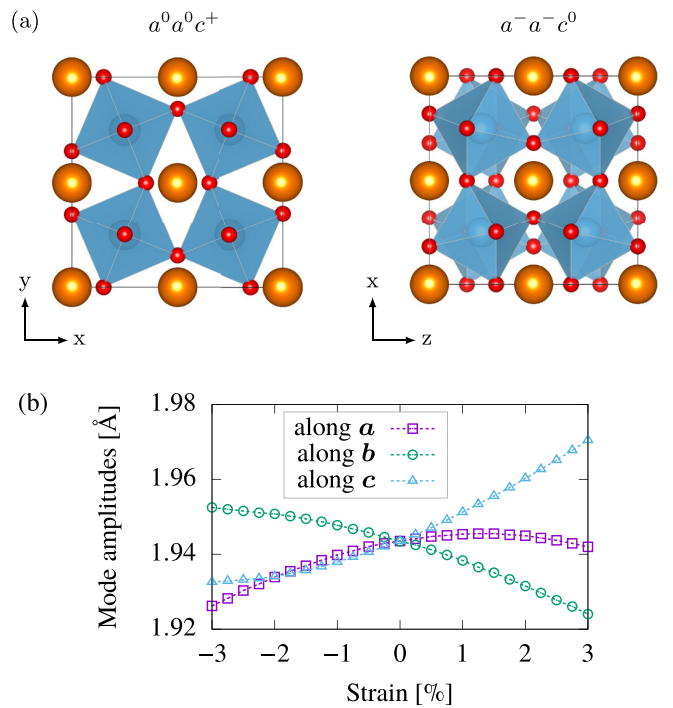 (a)
a⁰a⁰c⁺
a⁻a⁻c⁰
y
x
x
z
(b)
Mode amplitudes [Å]
1.98
1.96
1.94
1.92
along a
along b
along c
−3
−2
−1
0
1
2
3
Strain [%]